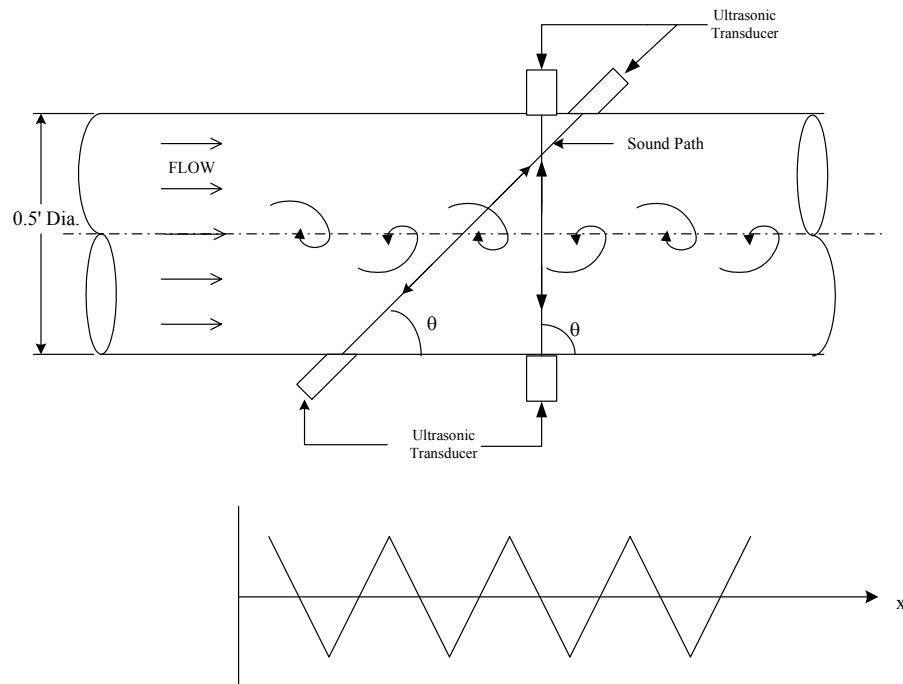 Ultrasonic
Transducer
Sound Path
FLOW
0.5' Dia.
θ
θ
Ultrasonic
Transducer
x